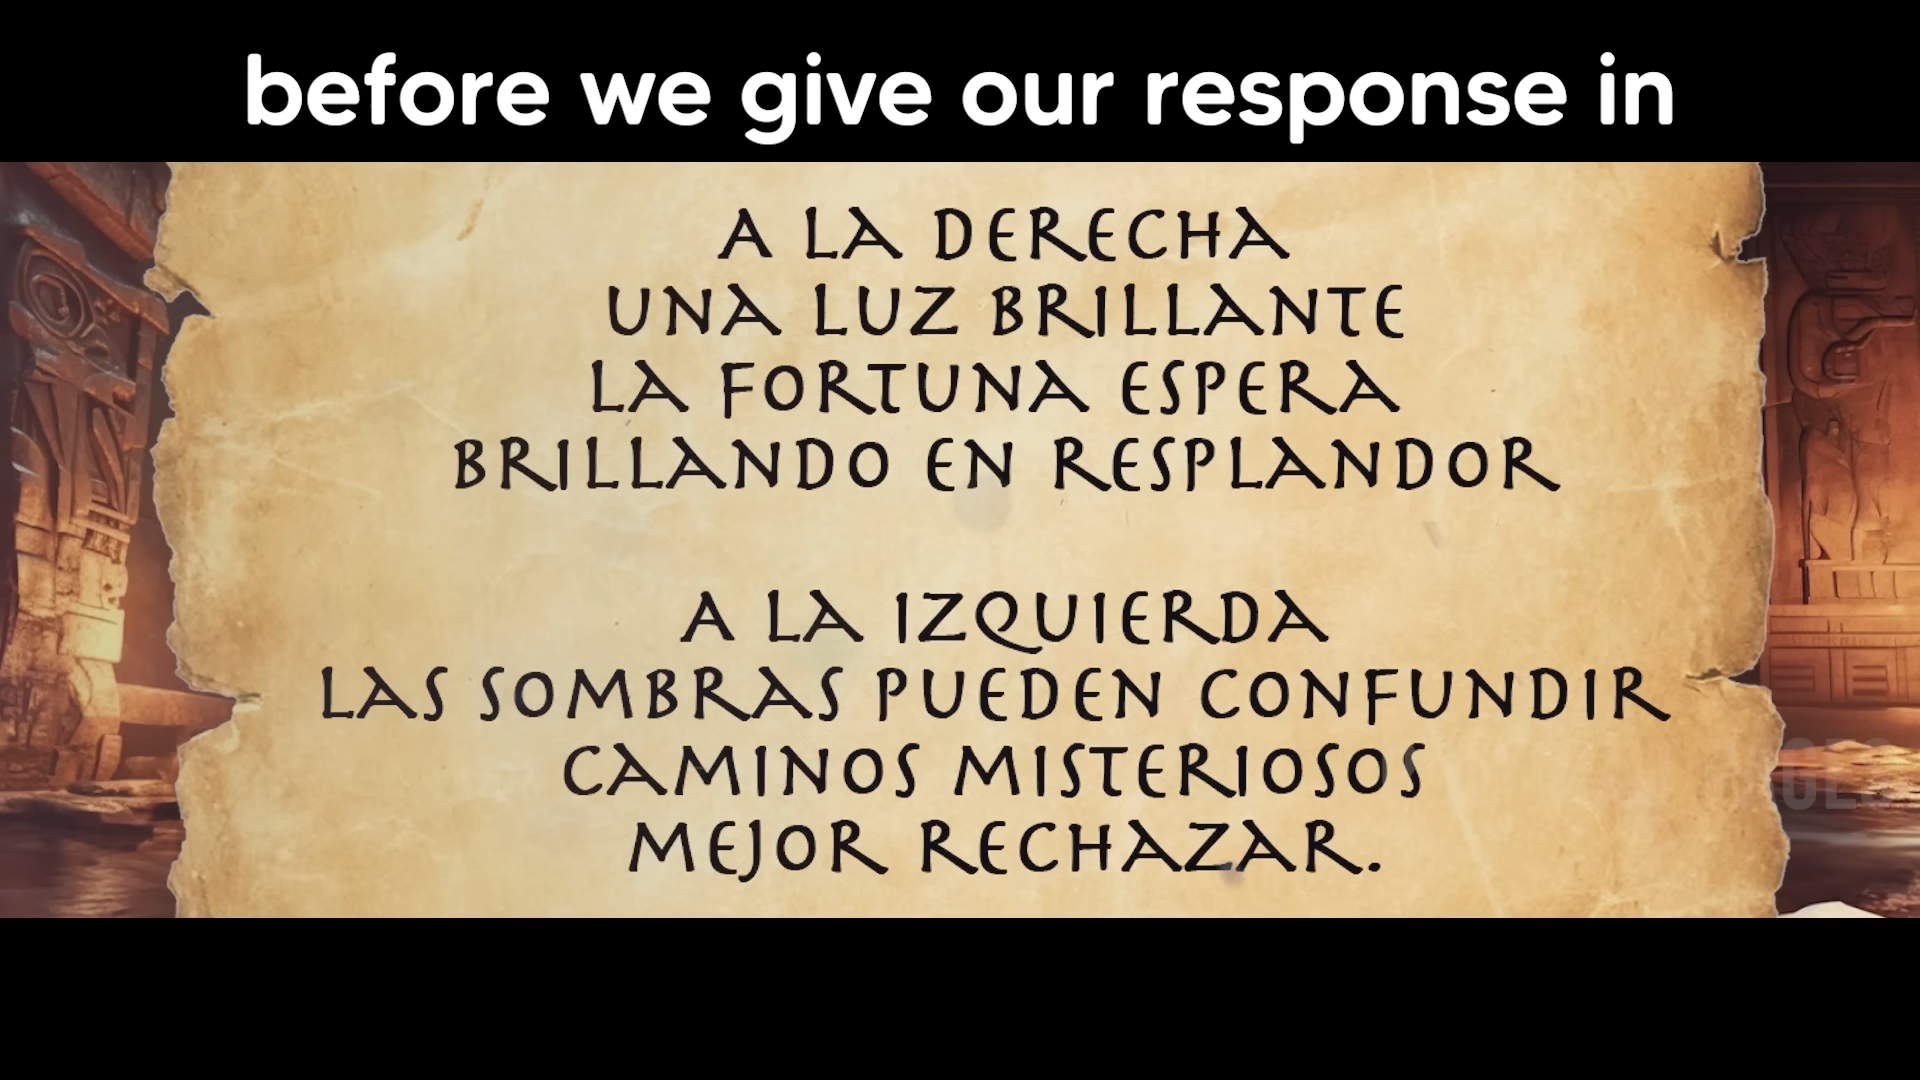 before we give our response in
A LA DERECHA
UNA LUZ BRILLANTE
LA FORTUNA ESPERA
BRILLANDO EN RESPLANDOR
A LA IZQUIERDA
LAS SOMBRAS PUEDEN CONFUNDIR
CAMINOS MISTERIOSOS
MEJOR RECHAZAR.